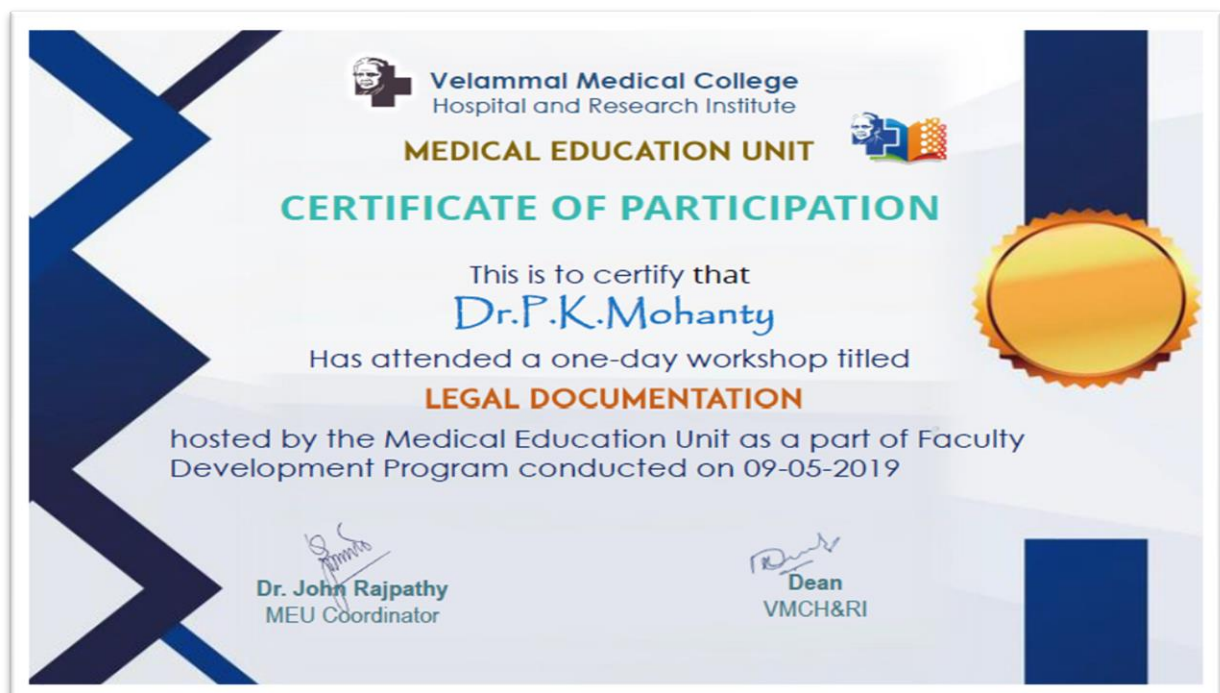 Velammal Medical College
Hospital and Research Institute
MEDICAL EDUCATION UNIT
CERTIFICATE OF PARTICIPATION
This is to certify that
Dr.P.K.Mohanty
Has attended a one-day workshop titled
LEGAL DOCUMENTATION
hosted by the Medical Education Unit as a part of Faculty
Development Program conducted on 09-05-2019
Dr. John Rajpathy
MEU Coordinator
Dean
VMCH&RI